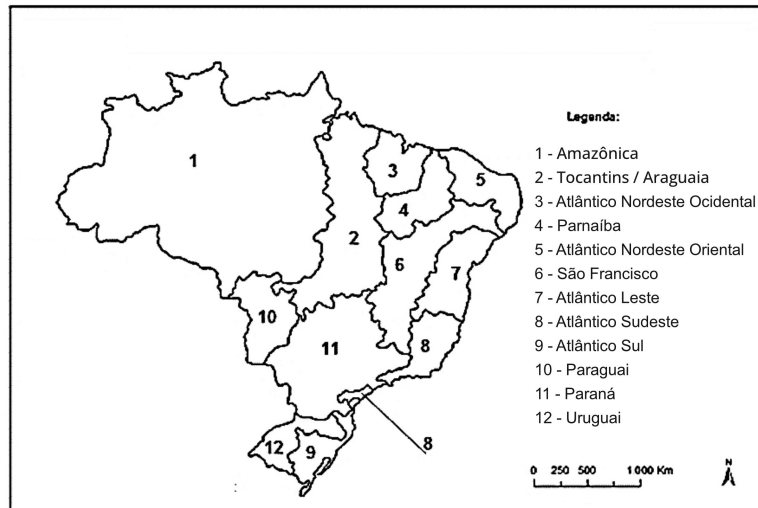 Legenda:
1 - Amazônica
2 - Tocantins / Araguaia
3 - Atlântico Nordeste Ocidental
4 - Parnaíba
5 - Atlântico Nordeste Oriental
6 - São Francisco
7 - Atlântico Leste
8 - Atlântico Sudeste
9 - Atlântico Sul
10 - Paraguai
11 - Paraná
12 - Uruguai
1
3
5
4
2
6
7
10
11
8
8
12
9
N
0 250 500 1 000 Km